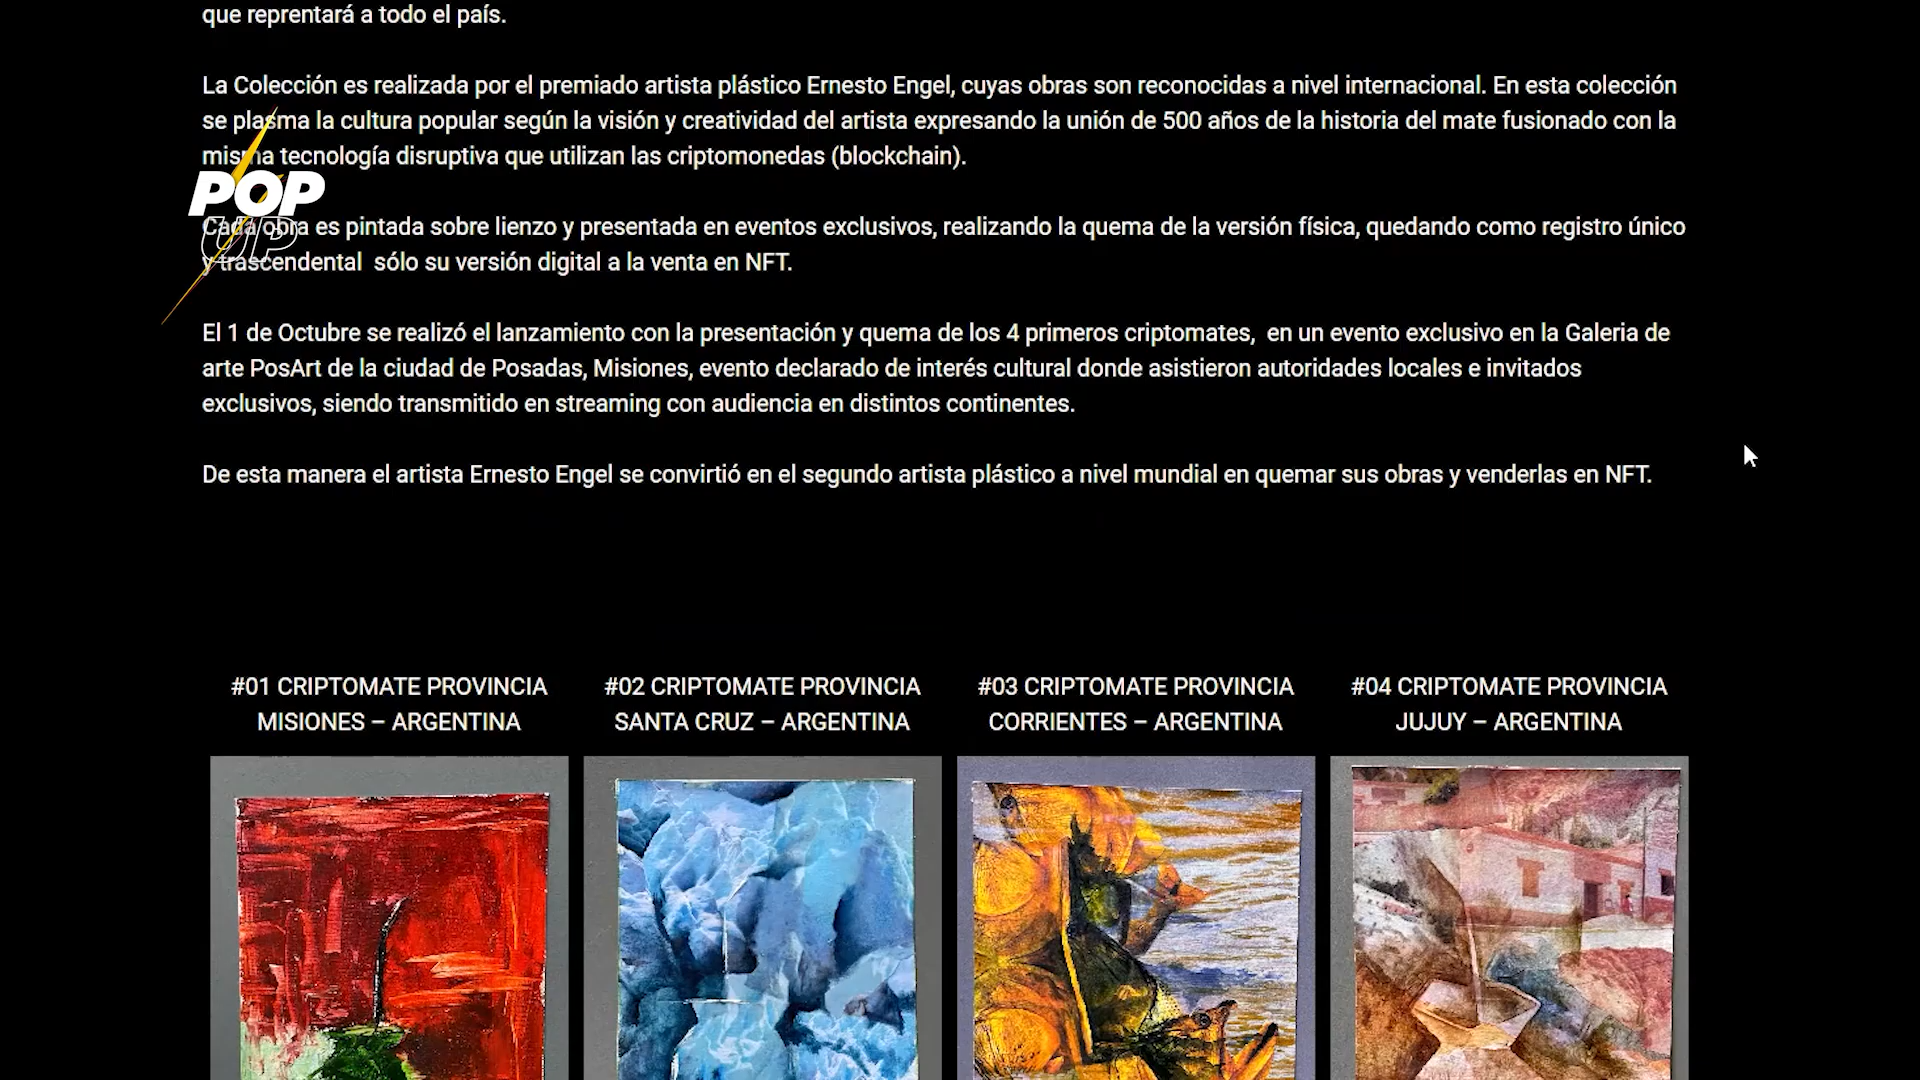 que reprentará a todo el país.
La Colección es realizada por el premiado artista plástico Ernesto Engel, cuyas obras son reconocidas a nivel internacional. En esta colección
se plasma la cultura popular según la visión y creatividad del artista expresando la unión de 500 años de la historia del mate fusionado con la
misma tecnología disruptiva que utilizan las criptomonedas (blockchain).
POP
UP
Cada obra es pintada sobre lienzo y presentada en eventos exclusivos, realizando la quema de la versión física, quedando como registro único
y trascendental sólo su versión digital a la venta en NFT.
El 1 de Octubre se realizó el lanzamiento con la presentación y quema de los 4 primeros criptomates, en un evento exclusivo en la Galeria de
arte PosArt de la ciudad de Posadas, Misiones, evento declarado de interés cultural donde asistieron autoridades locales e invitados
exclusivos, siendo transmitido en streaming con audiencia en distintos continentes.
De esta manera el artista Ernesto Engel se convirtió en el segundo artista plástico a nivel mundial en quemar sus obras y venderlas en NFT.
#01 CRIPTOMATE PROVINCIA
MISIONES – ARGENTINA
#02 CRIPTOMATE PROVINCIA
SANTA CRUZ – ARGENTINA
#03 CRIPTOMATE PROVINCIA
CORRIENTES – ARGENTINA
#04 CRIPTOMATE PROVINCIA
JUJUY – ARGENTINA